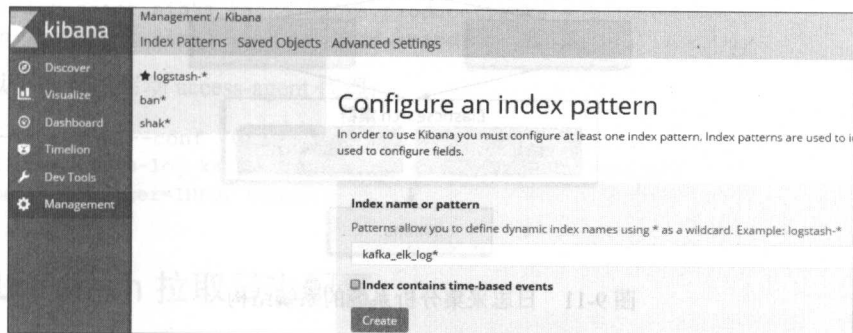 kibana
Discover
Visualize
Dashboard
Timelion
Dev Tools
Management
Management / Kibana
Index Patterns Saved Objects Advanced Settings
★ logstash-*
ban*
shak*
Configure an index pattern
In order to use Kibana you must configure at least one index pattern. Index patterns are used to
used to configure fields.
Index name or pattern
Patterns allow you to define dynamic index names using * as a wildcard. Example: logstash-*
kafka_elk_log*
Index contains time-based events
Create